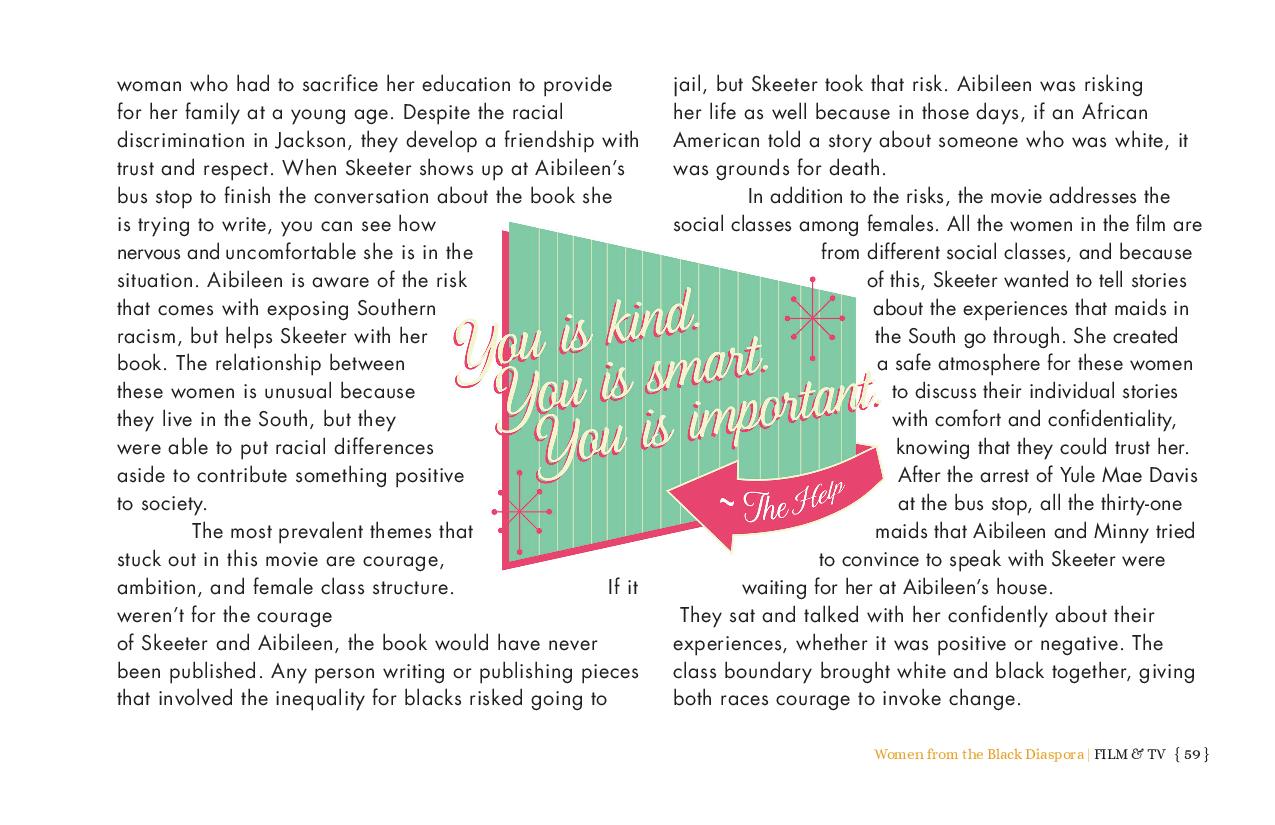 woman who had to sacrifice her education to provide
for her family at a young age. Despite the racial
discrimination in Jackson, they develop a friendship with
trust and respect. When Skeeter shows up at Aibileen’s
bus stop to finish the conversation about the book she
is trying to write, you can see how
nervous and uncomfortable she is in the
situation. Aibileen is aware of the risk
that comes with exposing Southern
racism, but helps Skeeter with her
book. The relationship between
these women is unusual because
they live in the South, but they
were able to put racial differences
aside to contribute something positive
to society.
The most prevalent themes that
stuck out in this movie are courage,
ambition, and female class structure. If it
weren’t for the courage
of Skeeter and Aibileen, the book would have never
been published. Any person writing or publishing pieces
that involved the inequality for blacks risked going to
You is kind.
You is smart.
You is important.
~ The Help
jail, but Skeeter took that risk. Aibileen was risking
her life as well because in those days, if an African
American told a story about someone who was white, it
was grounds for death.
In addition to the risks, the movie addresses the
social classes among females. All the women in the film are
from different social classes, and because
of this, Skeeter wanted to tell stories
about the experiences that maids in
the South go through. She created
a safe atmosphere for these women
to discuss their individual stories
with comfort and confidentiality,
knowing that they could trust her.
After the arrest of Yule Mae Davis
at the bus stop, all the thirty-one
maids that Aibileen and Minny tried
to convince to speak with Skeeter were
waiting for her at Aibileen’s house.
They sat and talked with her confidently about their
experiences, whether it was positive or negative. The
class boundary brought white and black together, giving
both races courage to invoke change.
Women from the Black Diaspora | FILM & TV { 59 }